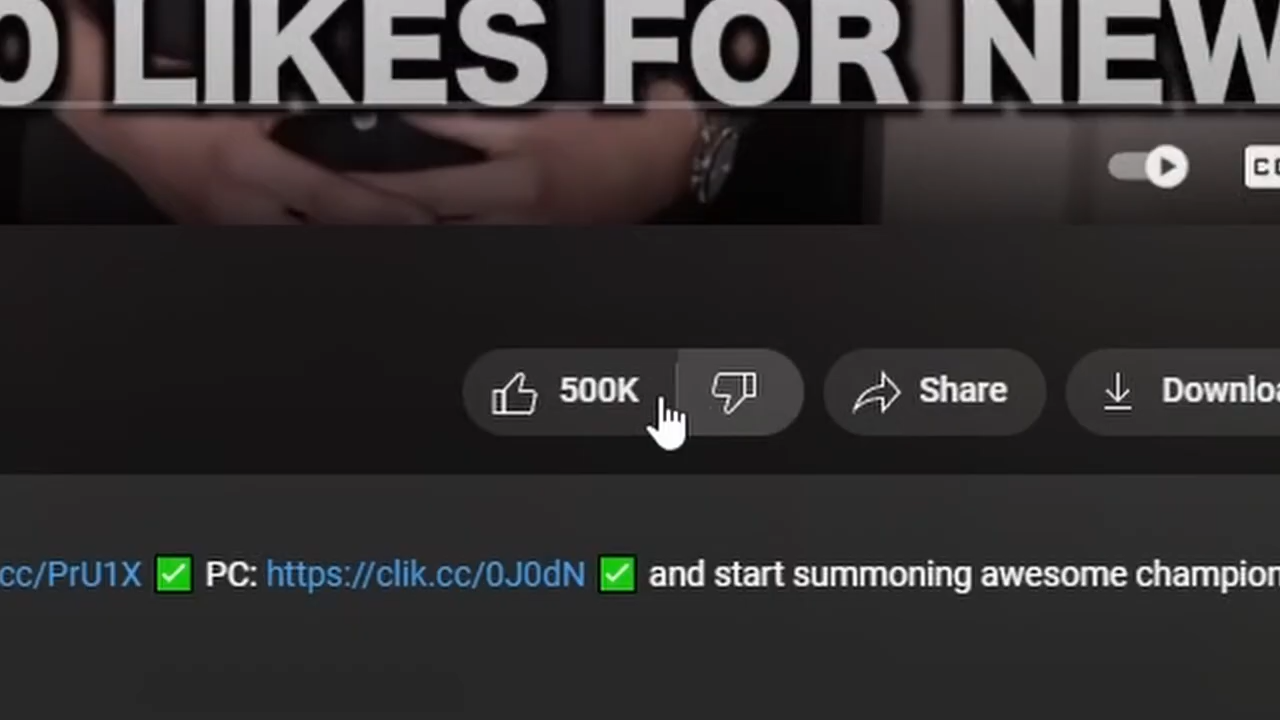 0 LIKES FOR NEW
CC
500K
Share
Downloa
cc/PrU1X ✅ PC: https://clik.cc/0J0dN ✅ and start summoning awesome champion